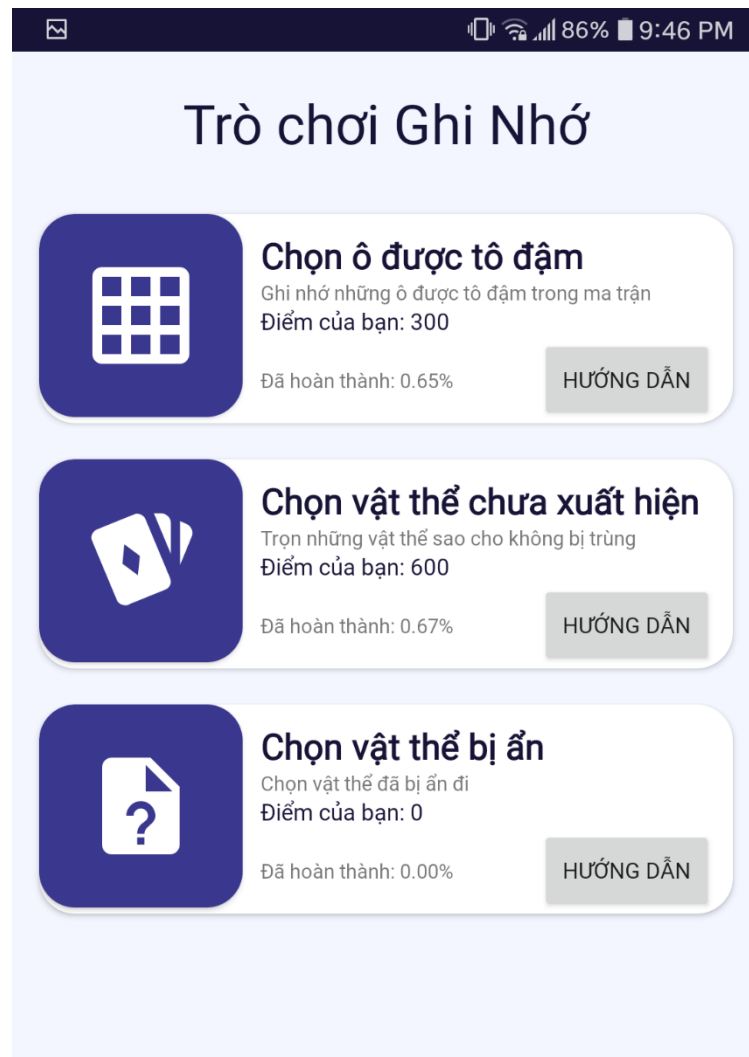 86% 9:46 PM
Trò chơi Ghi Nhớ
Chọn ô được tô đậm
Ghi nhớ những ô được tô đậm trong ma trận
Điểm của bạn: 300
Đã hoàn thành: 0.65%
HƯỚNG DẪN
Chọn vật thể chưa xuất hiện
Trọn những vật thể sao cho không bị trùng
Điểm của bạn: 600
Đã hoàn thành: 0.67%
HƯỚNG DẪN
Chọn vật thể bị ẩn
Chọn vật thể đã bị ẩn đi
Điểm của bạn: 0
Đã hoàn thành: 0.00%
HƯỚNG DẪN